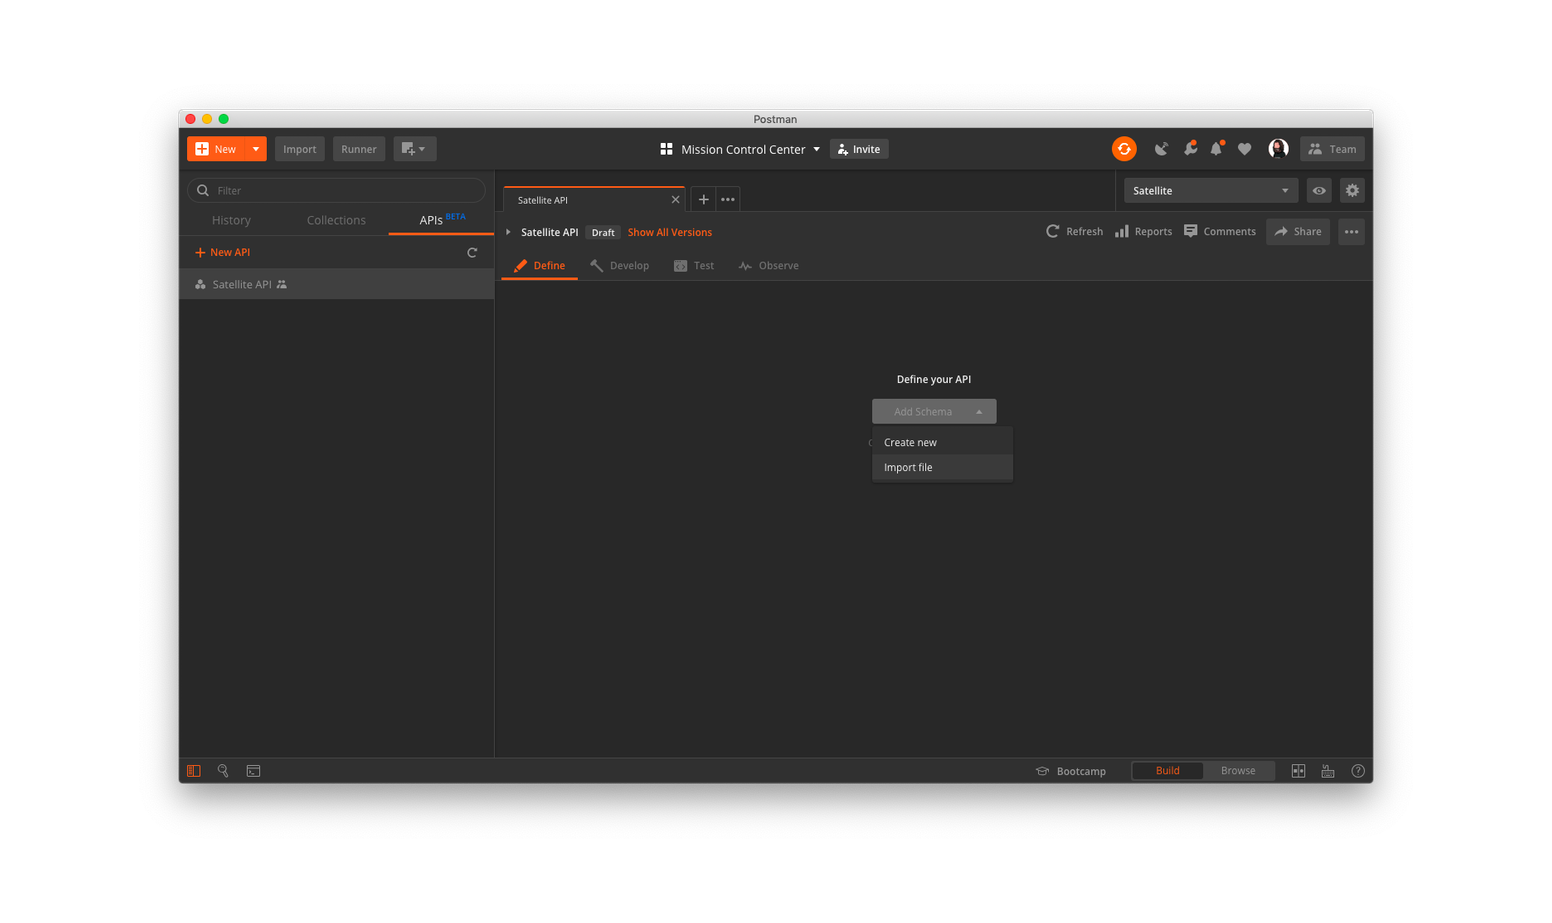 Postman
New
Import
Runner
Mission Control Center
Invite
Team
Filter
History
Collections
APIs BETA
New API
Satellite API
Satellite API
Satellite
Satellite API
Draft
Show All Versions
Refresh
Reports
Comments
Share
Define
Develop
Test
Observe
Define your API
Add Schema
Create new
Import file
Bootcamp
Build
Browse